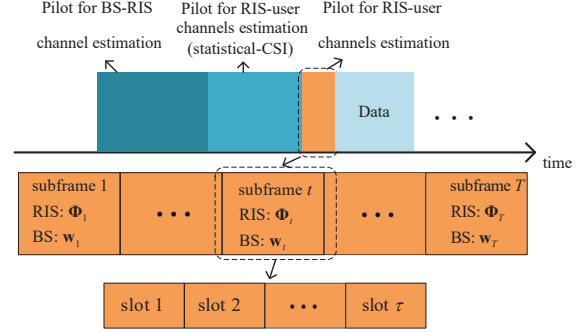 Pilot for BS-RIS
channel estimation
Pilot for RIS-user
channels estimation
(statistical-CSI)
Pilot for RIS-user
channels estimation
Data
• • •
time
subframe 1
RIS: Φ₁
BS: w₁
• • •
subframe t
RIS: Φₜ
BS: wₜ
• • •
subframe T
RIS: Φ_T
BS: w_T
slot 1
slot 2
• • •
slot τ